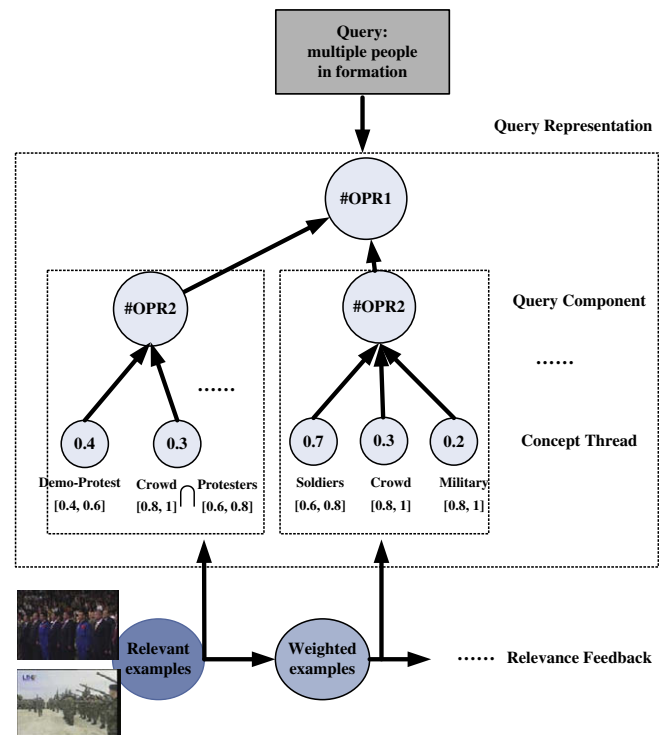 Query:
multiple people
in formation
Query Representation
#OPR1
#OPR2
#OPR2
Query Component
......
......
0.4
0.3
0.7
0.3
0.2
Concept Thread
Demo-Protest
Crowd
Protesters
Soldiers
Crowd
Military
[0.4, 0.6]
[0.8, 1]
[0.6, 0.8]
[0.6, 0.8]
[0.8, 1]
[0.8, 1]
Relevant
examples
Weighted
examples
...... Relevance Feedback